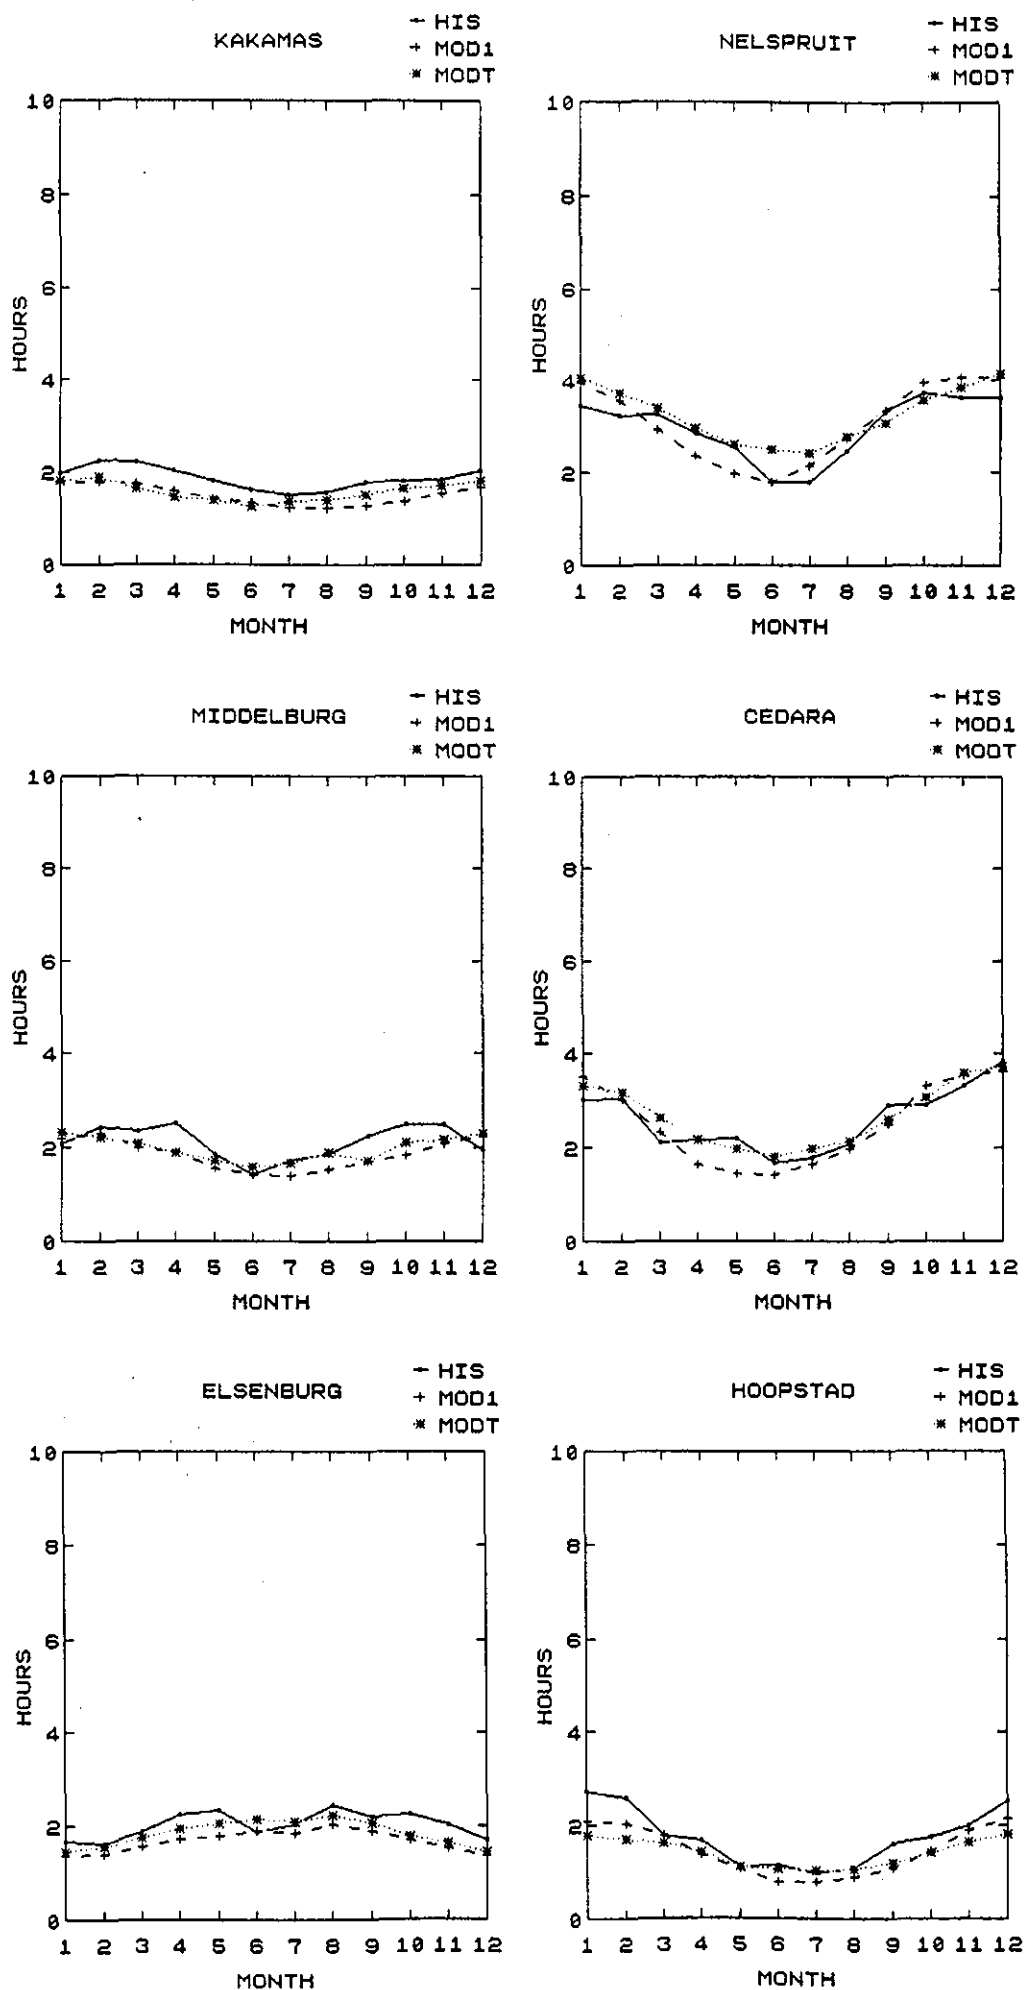 KAKAMAS
HIS
MOD1
MODT
10
8
6
4
2
0
HOURS
1 2 3 4 5 6 7 8 9 10 11 12
MONTH
NELSPRUIT
HIS
MOD1
MODT
10
8
6
4
2
0
HOURS
1 2 3 4 5 6 7 8 9 10 11 12
MONTH
MIDDELBURG
HIS
MOD1
MODT
10
8
6
4
2
0
HOURS
1 2 3 4 5 6 7 8 9 10 11 12
MONTH
CEDARA
HIS
MOD1
MODT
10
8
6
4
2
0
HOURS
1 2 3 4 5 6 7 8 9 10 11 12
MONTH
ELSENBURG
HIS
MOD1
MODT
10
8
6
4
2
0
HOURS
1 2 3 4 5 6 7 8 9 10 11 12
MONTH
HOOPSTAD
HIS
MOD1
MODT
10
8
6
4
2
0
HOURS
1 2 3 4 5 6 7 8 9 10 11 12
MONTH